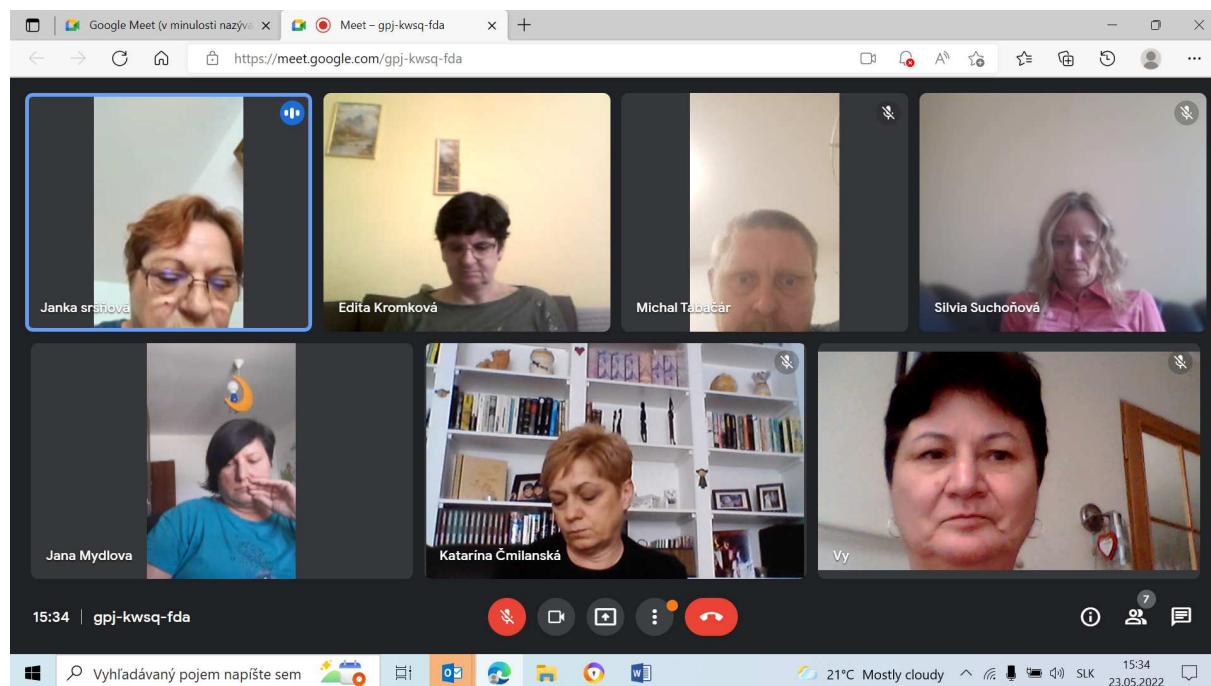 Google Meet (v minulosti nazýva
Meet – gpj-kwsq-fda
https://meet.google.com/gpj-kwsq-fda
Janka sršňová
Edita Kromková
Michal Tabačár
Silvia Suchoňová
Jana Mydlova
Katarína Čmilanská
Vy
15:34 | gpj-kwsq-fda
7
Vyhľadávaný pojem napíšte sem
21°C Mostly cloudy
SLK
15:34
23.05.2022